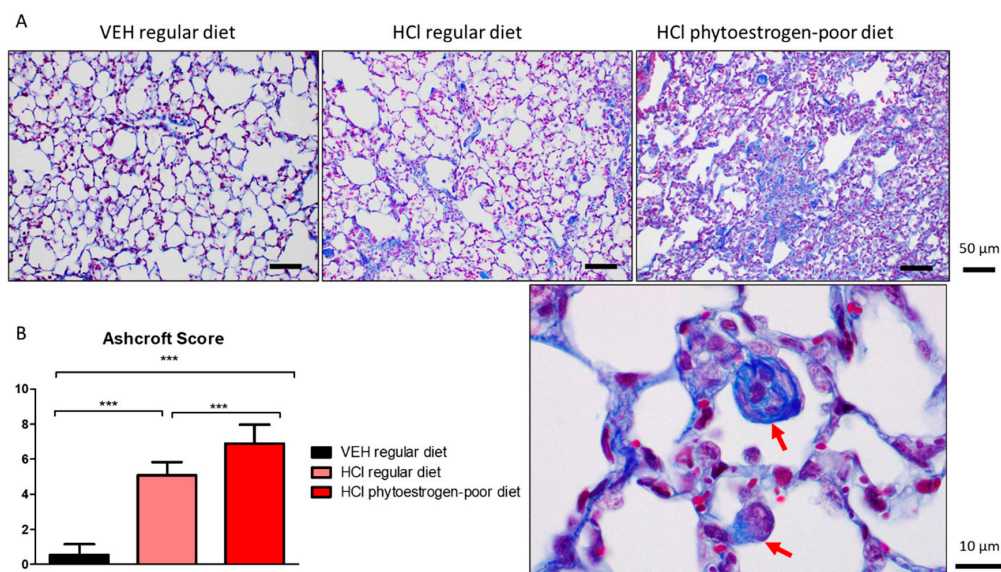 A
VEH regular diet
HCl regular diet
HCl phytoestrogen-poor diet
50 µm
B
Ashcroft Score
***
***
***
10
8
6
4
2
0
VEH regular diet
HCl regular diet
HCl phytoestrogen-poor diet
10 µm